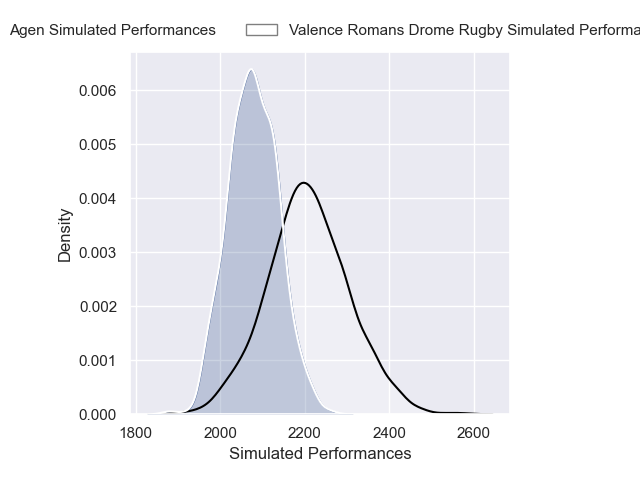 Agen Simulated Performances
Valence Romans Drome Rugby Simulated Performa
0.006
0.005
0.004
0.003
0.002
0.001
0.000
Density
1800 2000 2200 2400 2600
Simulated Performances